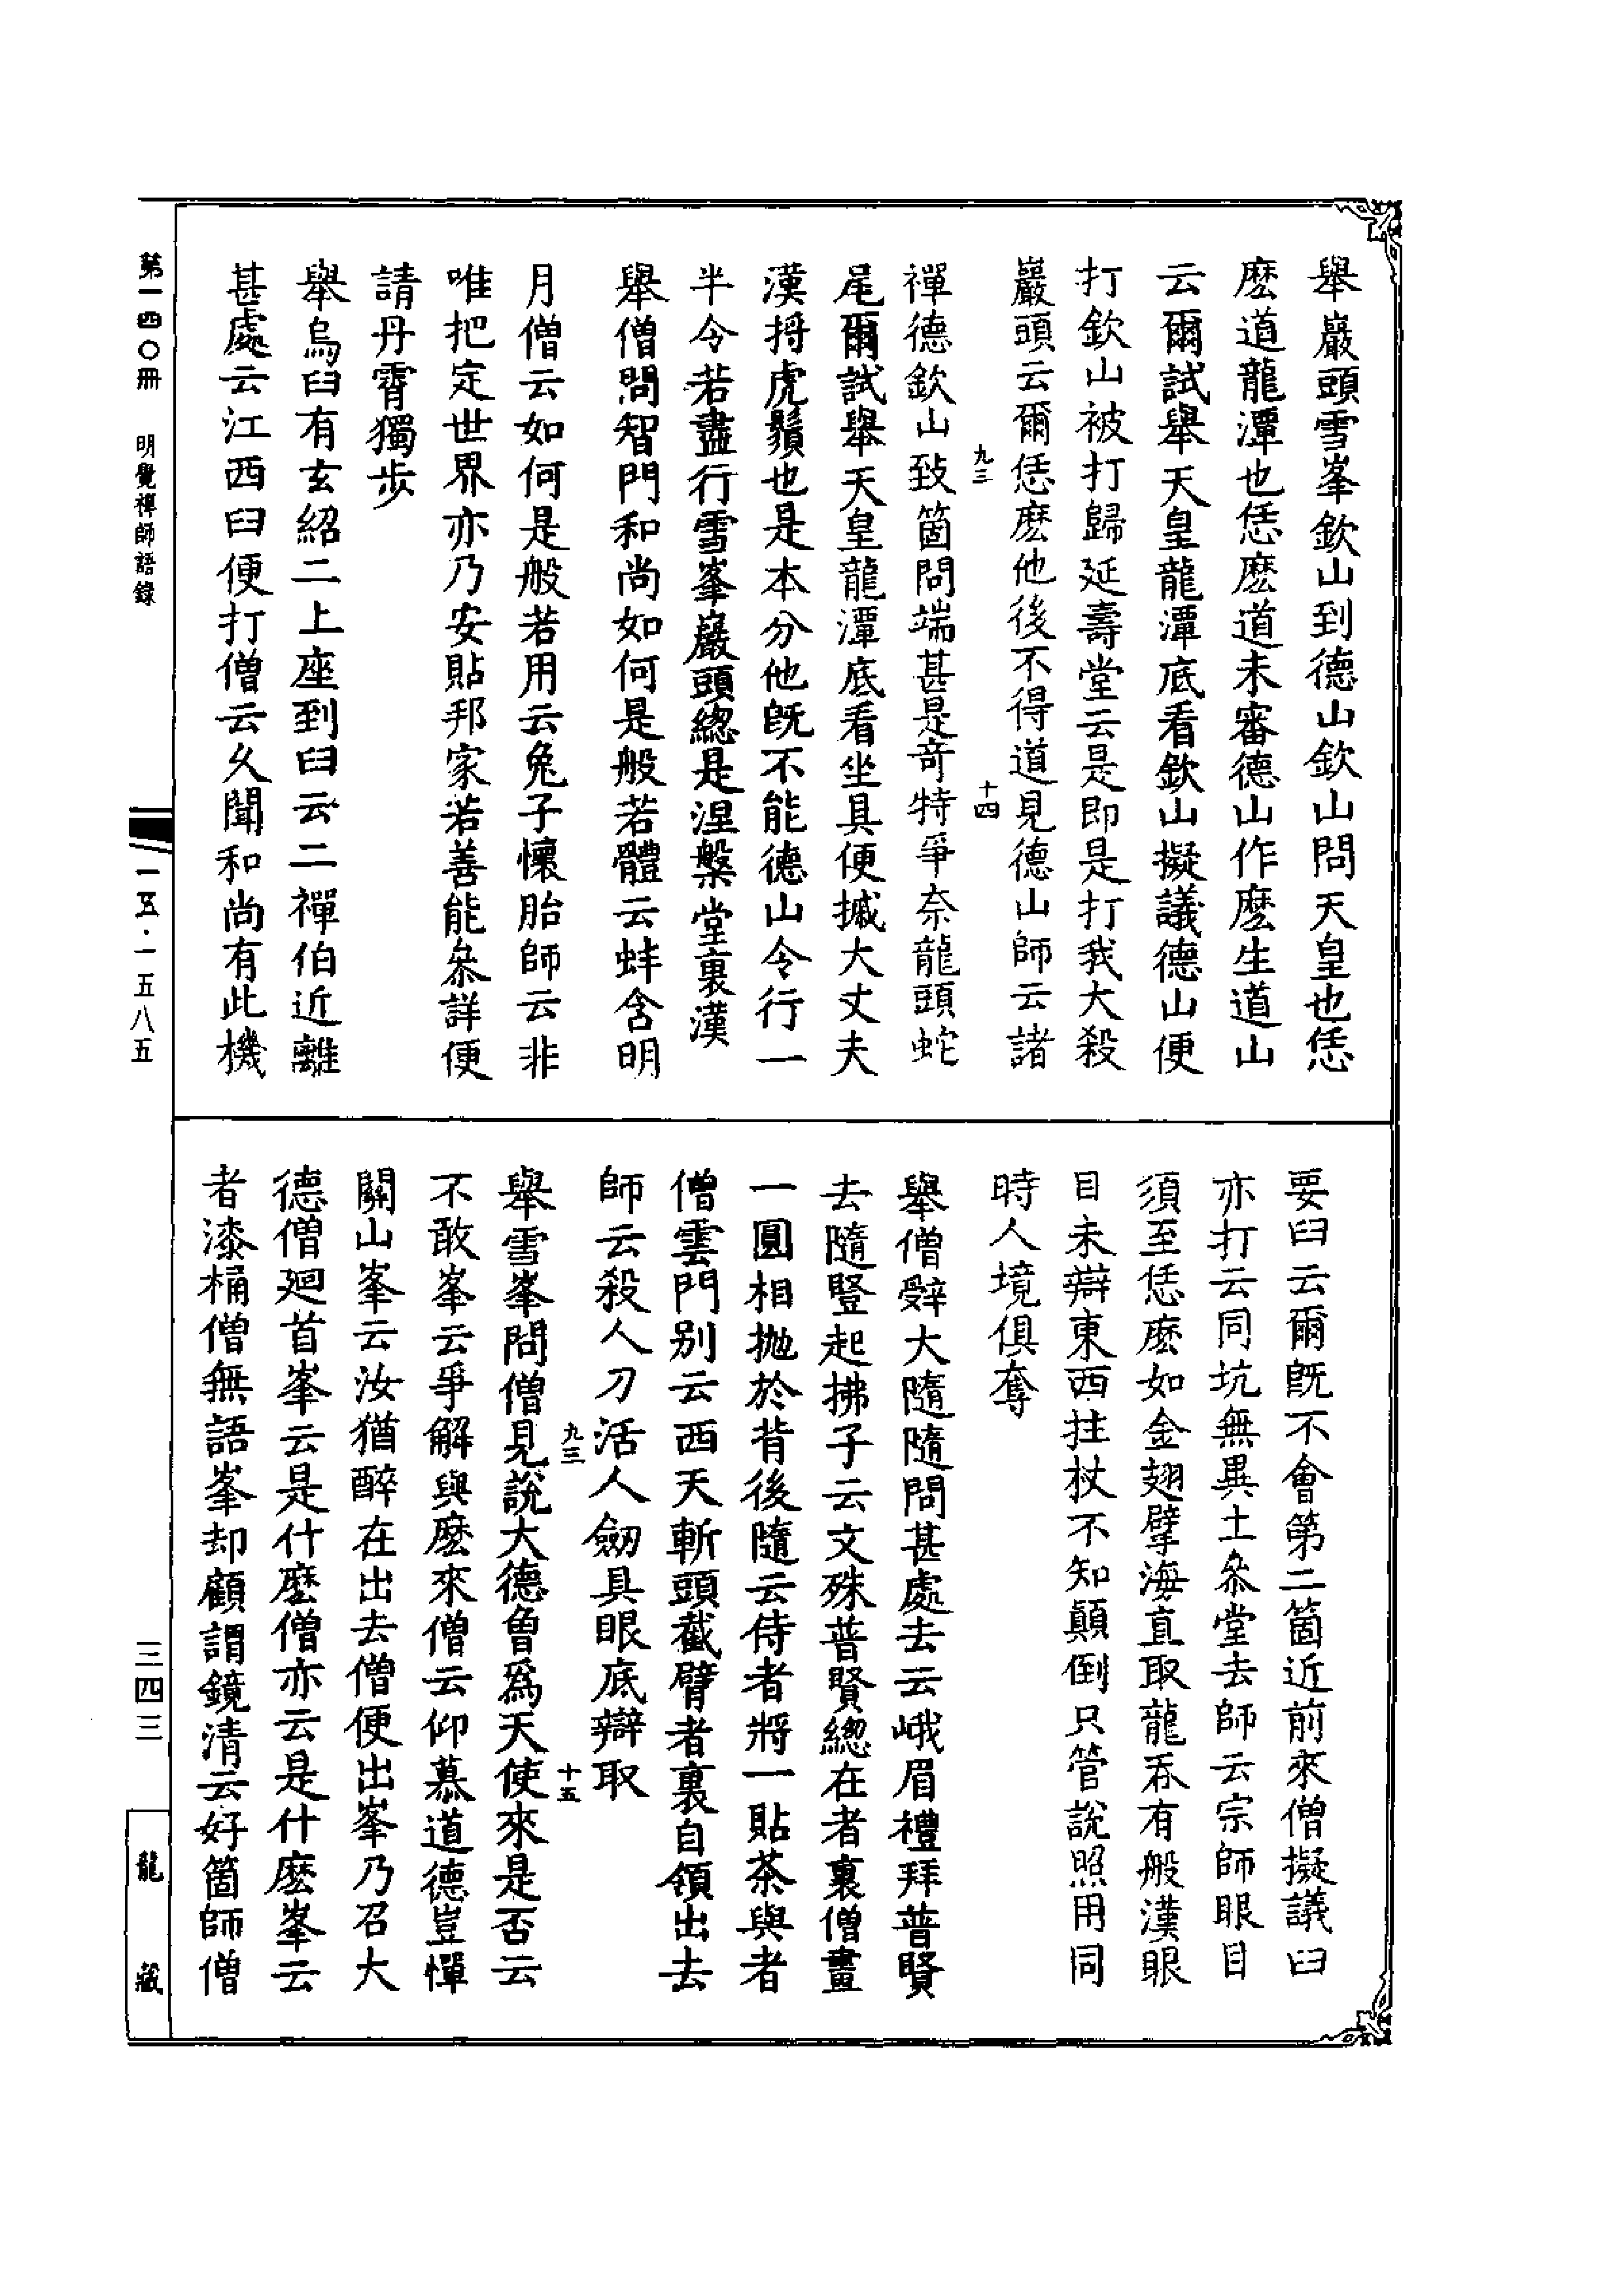 舉巖頭雪峯欽山到德山欽山問天皇也恁
麽道龍潭也恁麽道未審德山作麽生道山
云爾試舉天皇龍潭底看欽山擬議德山便
打欽山被打歸延壽堂云是即是打我大殺
巖頭云爾恁麽他後不得道見德山師云諸
九三
十四
禪德欽山致箇問端甚是奇特爭奈龍頭蛇
尾爾試舉天皇龍潭底看坐具便摵大丈夫
漢捋虎鬚也是本分他旣不能德山令行一
半令若盡行雪峯巖頭總是涅槃堂裏漢
舉僧問智門和尚如何是般若體云蚌含明
月僧云如何是般若用云兔子懷胎師云非
唯把定世界亦乃安貼邦家若善能叅詳便
請丹霄獨步
舉烏臼有玄紹二上座到臼云二禪伯近離
甚處云江西臼便打僧云久聞和尚有此機
要臼云爾旣不會第二箇近前來僧擬議臼
亦打云同坑無異土叅堂去師云宗師眼目
須至恁麽如金翅擘海直取龍吞有般漢眼
目未辯東西拄杖不知顛倒只管說照用同
時人境俱奪
舉僧辭大隨隨問甚處去云峨眉禮拜普賢
去隨豎起拂子云文殊普賢總在者裏僧畫
一圓相拋於背後隨云侍者將一貼茶與者
僧雲門別云西天斬頭截臂者裏自領出去
師云殺人刀活人劒具眼底辯取
九三
十五
舉雪峯問僧見說大德曾爲天使來是否云
不敢峯云爭解與麽來僧云仰慕道德豈憚
關山峯云汝猶醉在出去僧便出峯乃召大
德僧迴首峯云是什麽僧亦云是什麽峯云
者漆桶僧無語峯却顧謂鏡清云好箇師僧
第一四〇冊　明覺禪師語錄
一五五·一五八五
三四三
龍藏